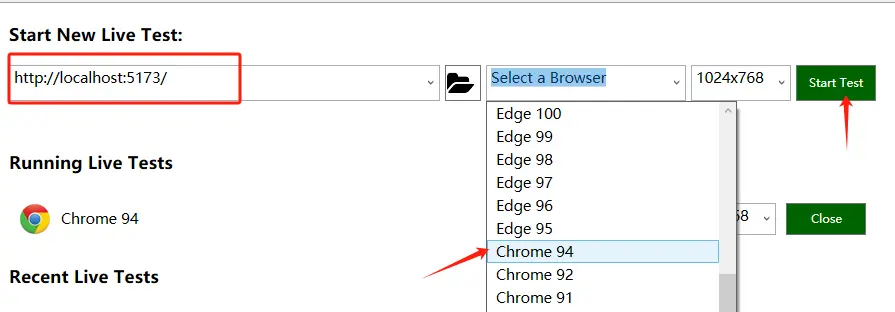 Start New Live Test:
http://localhost:5173/
Select a Browser
1024x768
Start Test
Edge 100
Edge 99
Edge 98
Edge 97
Edge 96
Edge 95
Chrome 94
Chrome 92
Chrome 91
Running Live Tests
Chrome 94
68
Close
Recent Live Tests